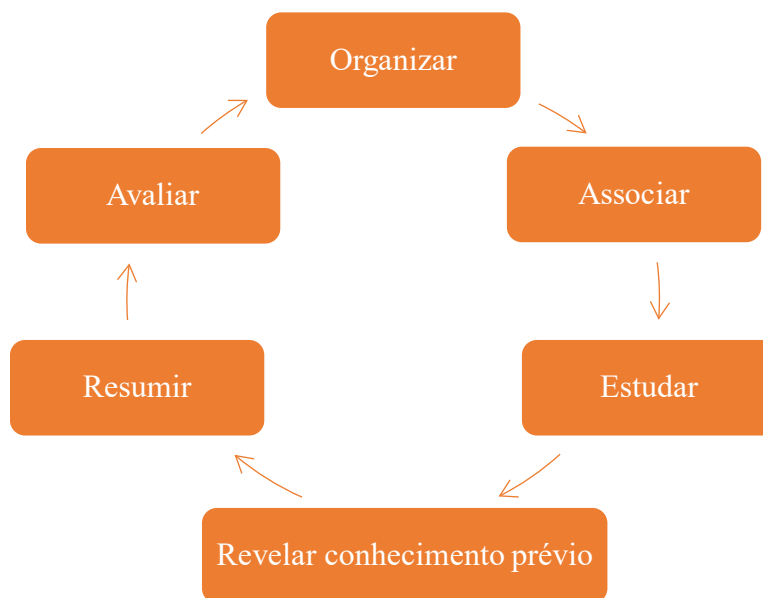 Organizar
Associar
Estudar
Revelar conhecimento prévio
Resumir
Avaliar